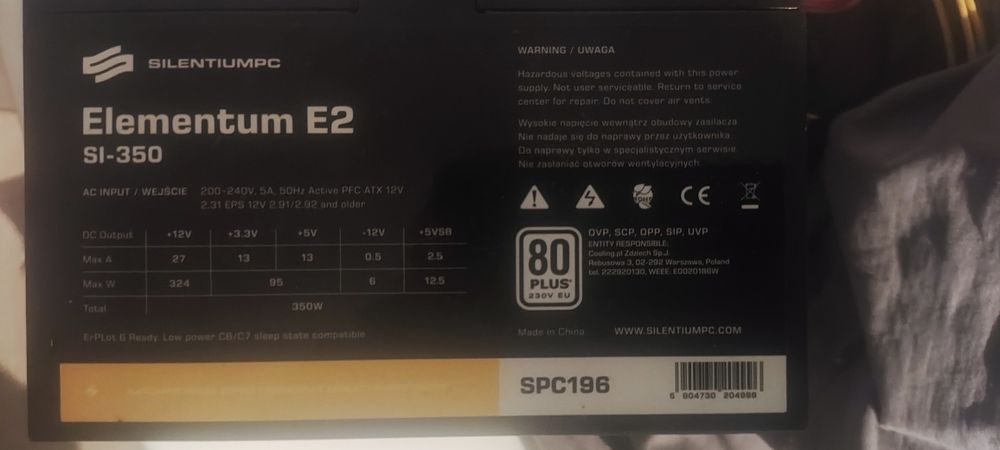 SILENTIUMPC
Elementum E2
SI-350
AC INPUT / WEJŚCIE 200-240V, 5A, 50Hz Active PFC ATX 12V
2.31 EPS 12V 2.91/2.92 and older
DC Output +12V +3.3V +5V -12V +5VSB
Max A 27 13 13 0.5 2.5
Max W 324 95 6 12.5
Total 350W
ErPLot 6 Ready. Low power C6/C7 sleep state compatible
WARNING / UWAGA
Hazardous voltages contained with this power
supply. Not user serviceable. Return to service
center for repair. Do not cover air vents.
Wysokie napięcie wewnątrz obudowy zasilacza.
Nie nadaje się do naprawy przez użytkownika.
Do naprawy tylko w specjalistycznym serwisie.
Nie zasłaniać otworów wentylacyjnych.
RoHS
CE
80
PLUS
230V EU
OVP, SCP, OPP, SIP, UVP
ENTITY RESPONSIBLE:
Cooling.pl Zdziech Sp.J.
Rebusowa 3, 02-292 Warszawa, Poland
tel. 222920130, WEEE: E0020186W
Made in China WWW.SILENTIUMPC.COM
SPC196
5 904730 204989